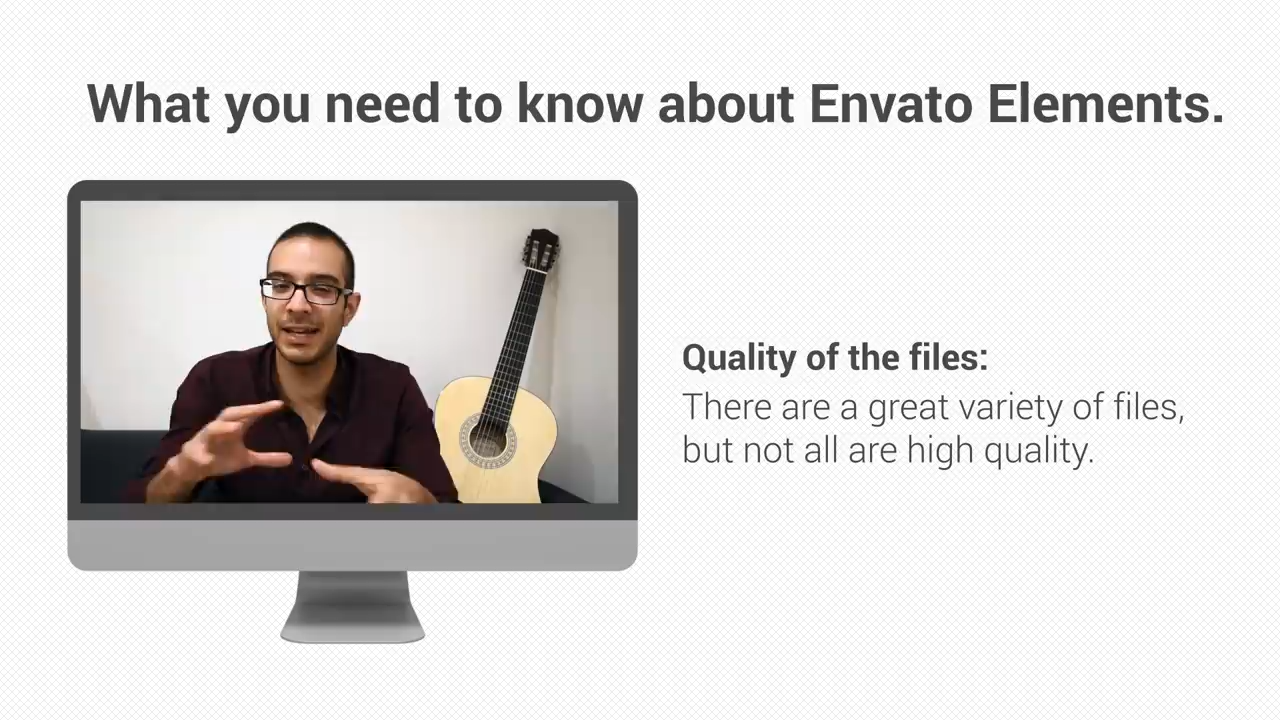 What you need to know about Envato Elements.
Quality of the files:
There are a great variety of files,
but not all are high quality.